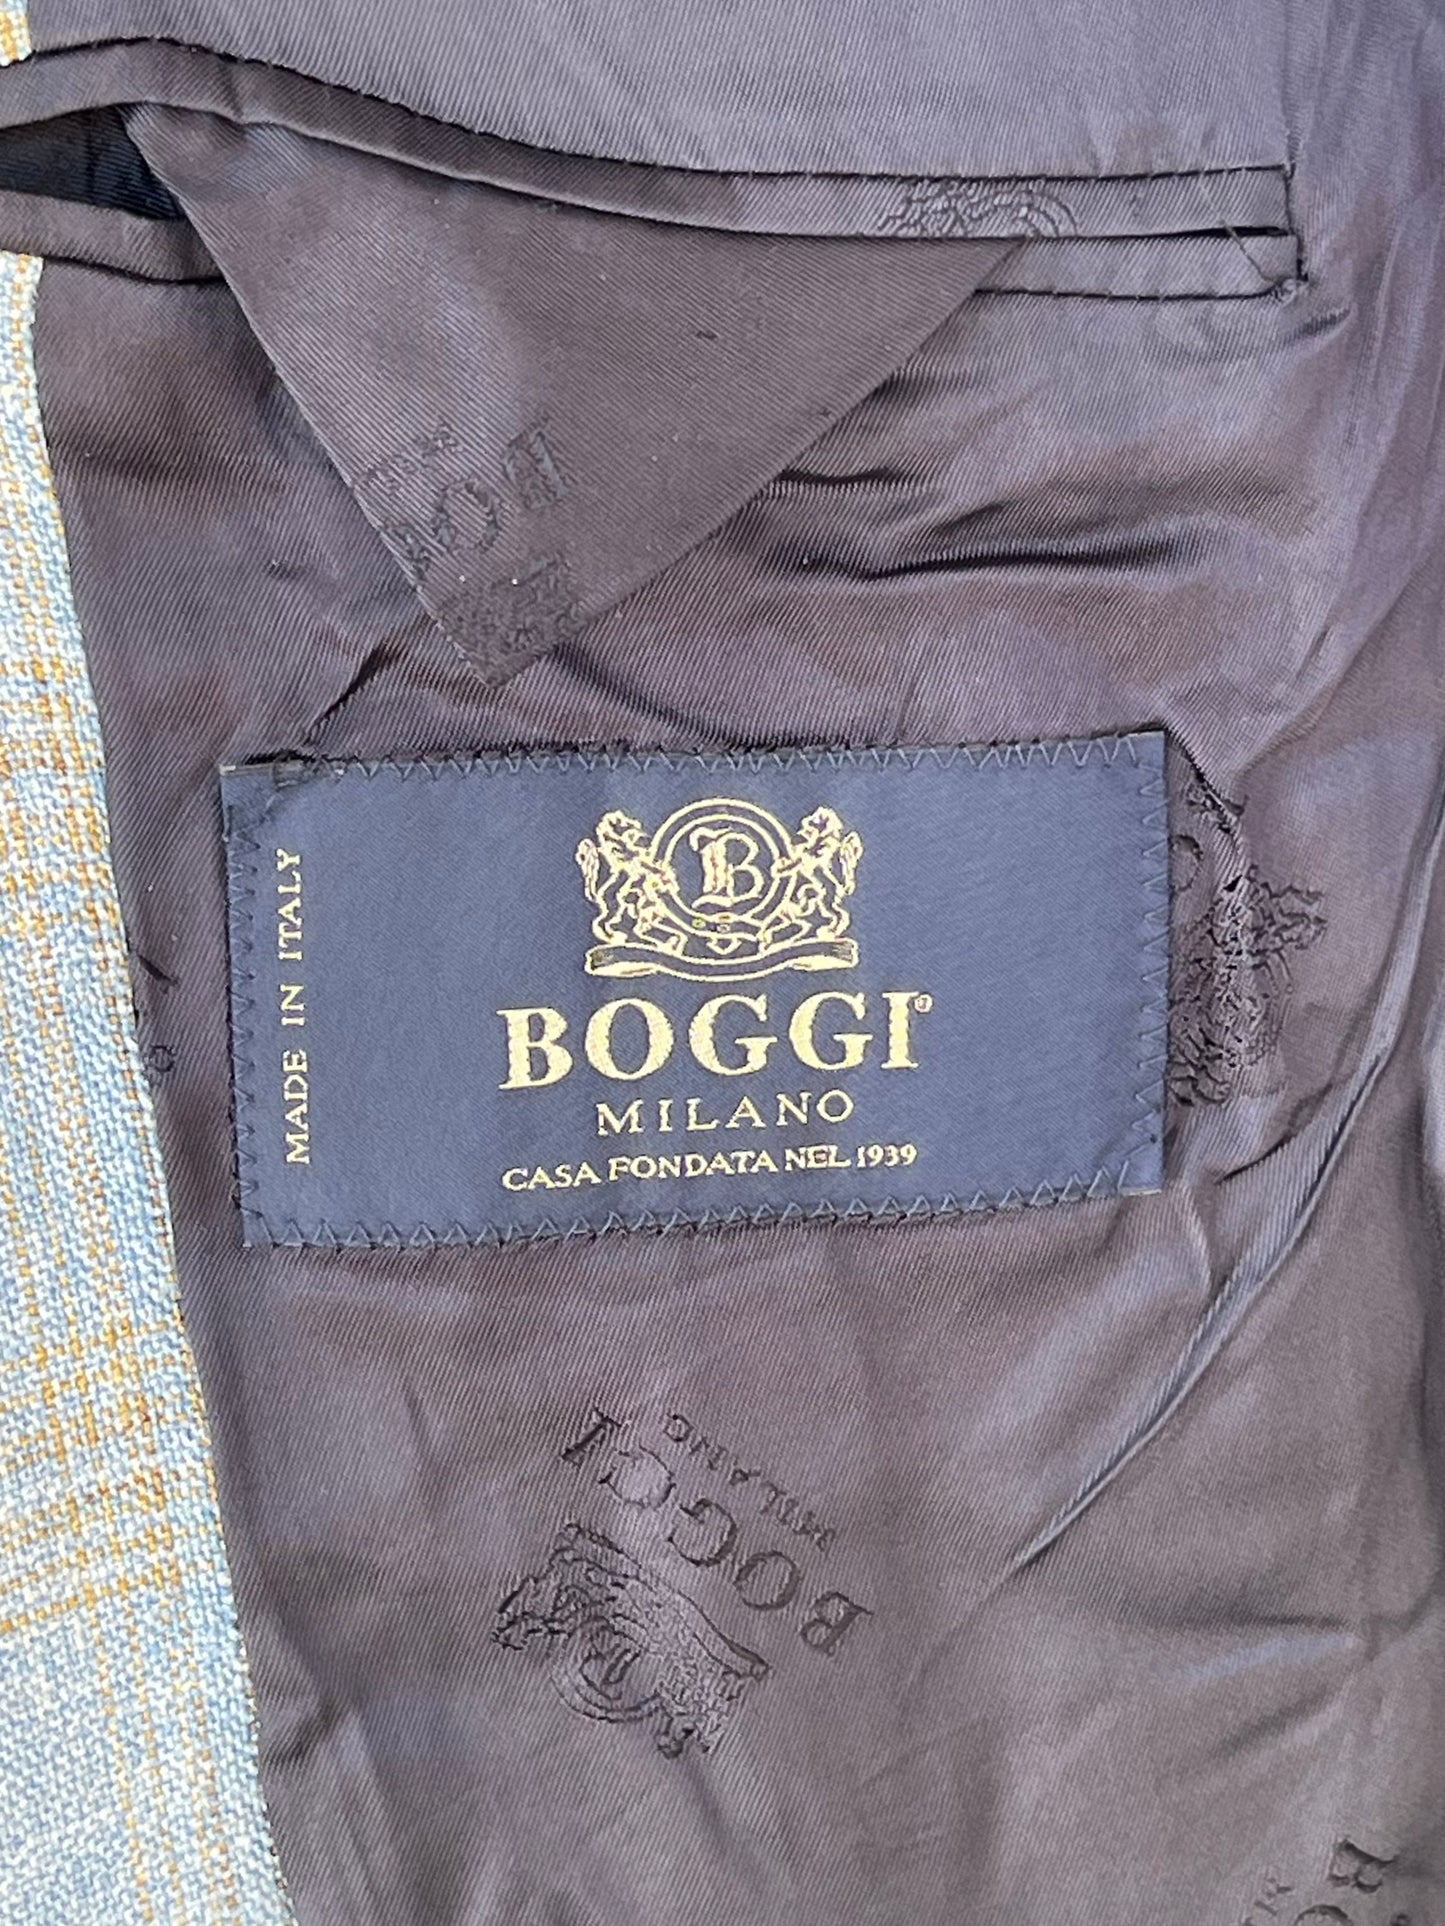 B
BOGGI®
MILANO
CASA FONDATA NEL 1939
MADE IN ITALY
BOGGI
MILANO